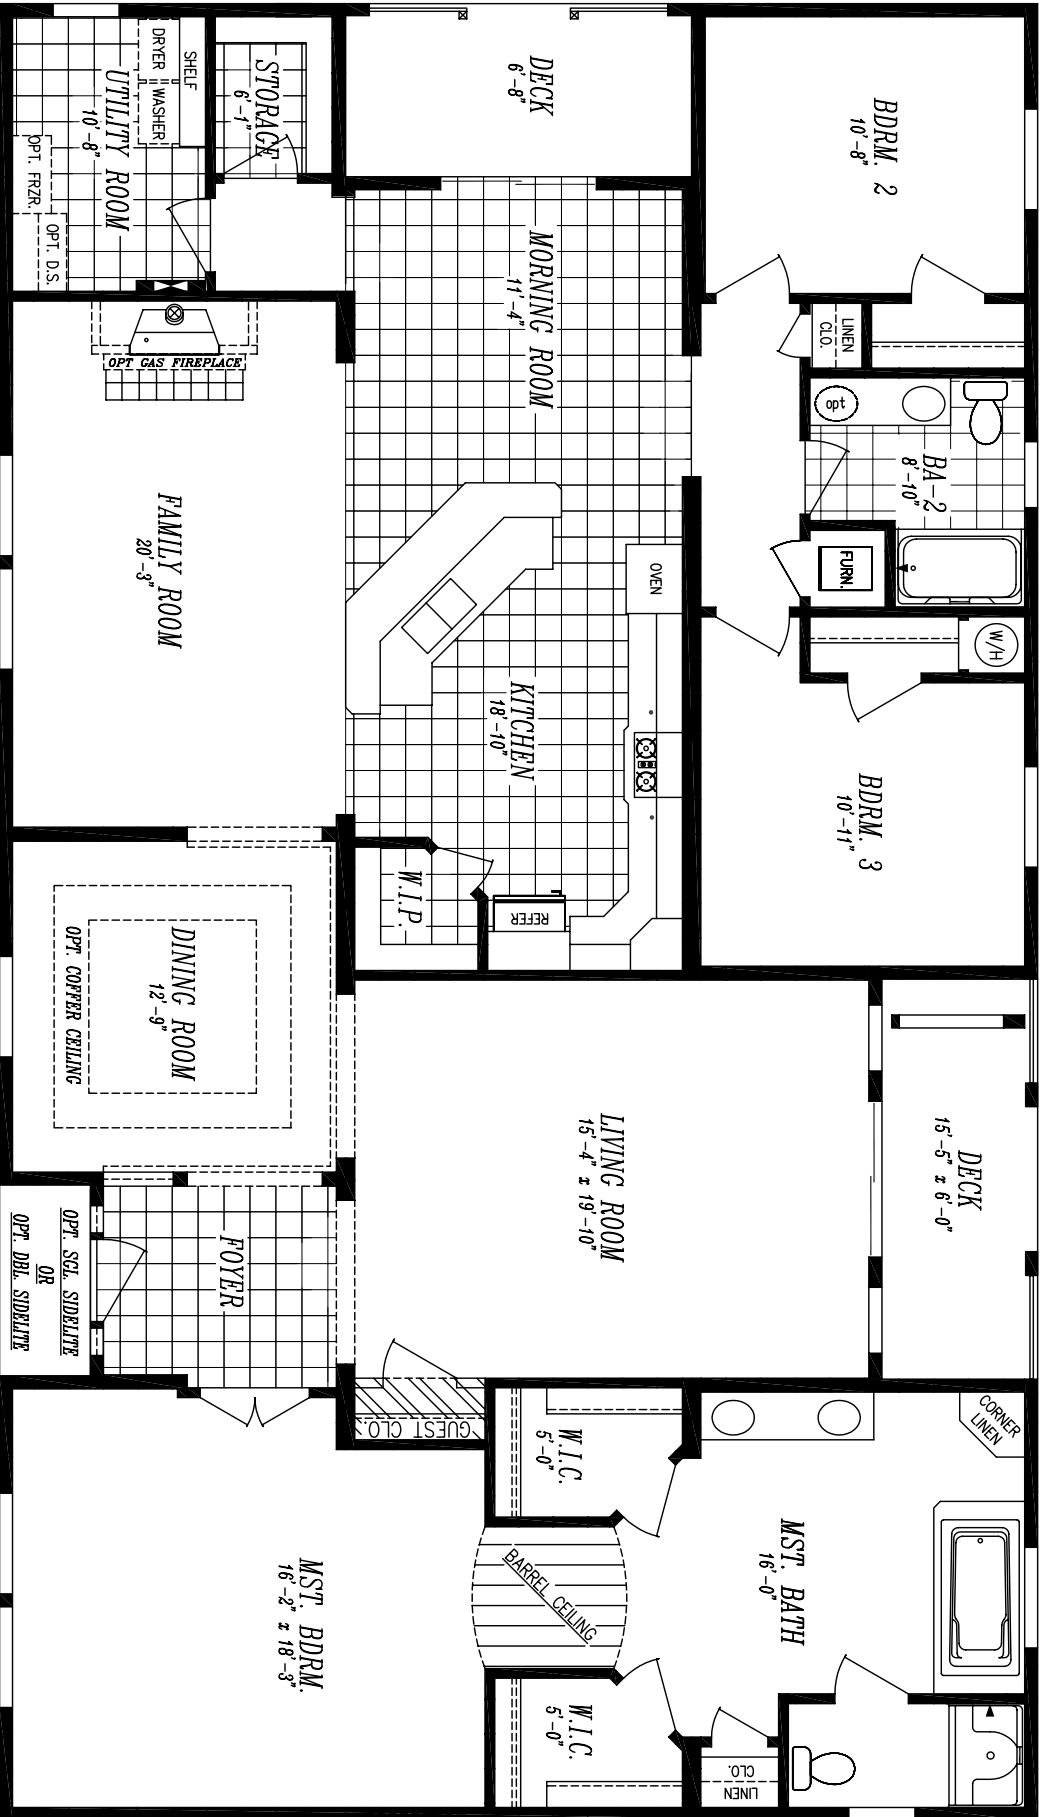 DECK
6'-8"
BDRM. 2
10'-8"
STORAGE
6'-1"
SHELF
DRYER
WASHER
UTILITY ROOM
10'-8"
OPT. FRZR.
OPT. D.S.
MORNING ROOM
11'-4"
LINEN
CLO.
opt
BA-2
8'-10"
OPT GAS FIREPLACE
FAMILY ROOM
20'-3"
OVEN
FURN.
W/H
KITCHEN
18'-10"
BDRM. 3
10'-11"
W.I.P.
REFER
DINING ROOM
12'-9"
OPT. COFFER CEILING
LIVING ROOM
15'-4" x 19'-10"
DECK
15'-5" x 6'-0"
FOYER
OPT. SGL. SIDELITE
OR
OPT. DBL. SIDELITE
GUEST CLO.
W.I.C.
5'-0"
CORNER
LINEN
MST. BATH
16'-0"
BARREL CEILING
MST. BDRM.
16'-2" x 18'-3"
W.I.C.
5'-0"
LINEN
CLO.